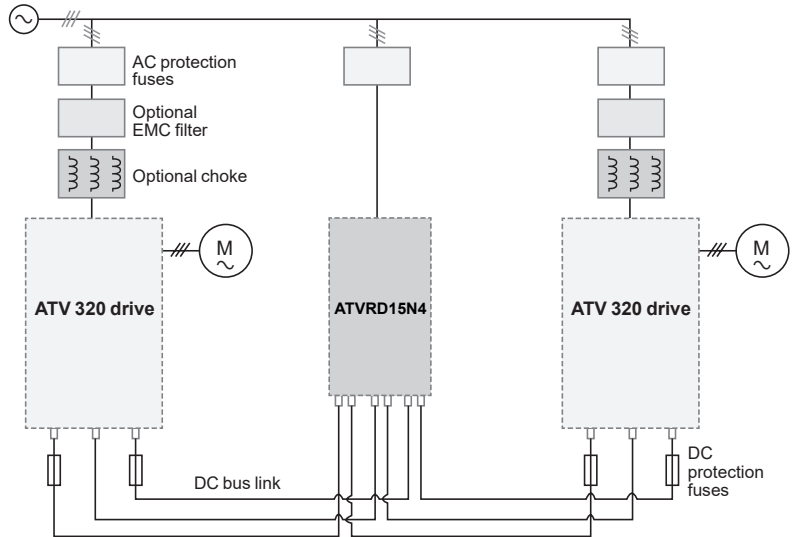 AC protection
fuses
Optional
EMC filter
Optional choke
M
M
ATV 320 drive
ATVRD15N4
ATV 320 drive
DC bus link
DC
protection
fuses